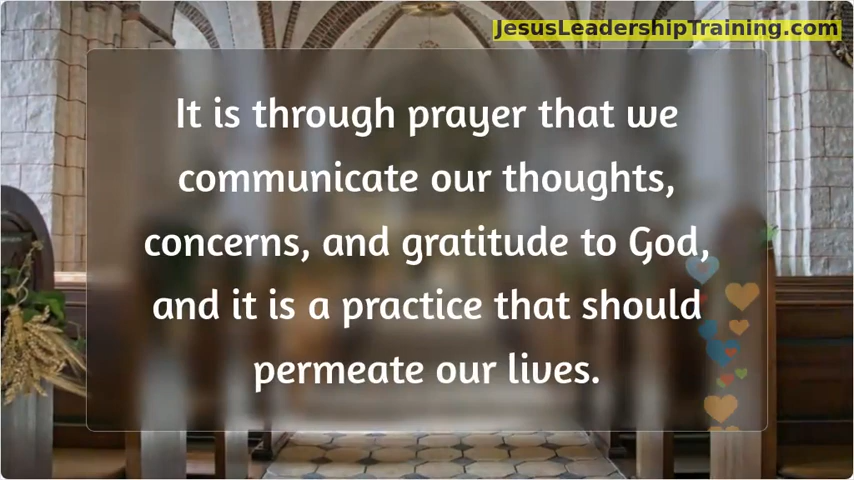 JesusLeadershipTraining.com
It is through prayer that we
communicate our thoughts,
concerns, and gratitude to God,
and it is a practice that should
permeate our lives.